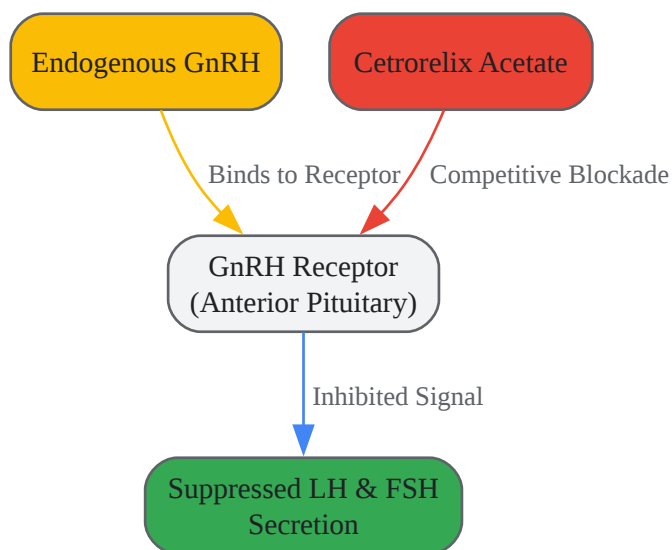 Endogenous GnRH
Cetrorelix Acetate
Binds to Receptor
Competitive Blockade
GnRH Receptor
(Anterior Pituitary)
Inhibited Signal
Suppressed LH & FSH
Secretion